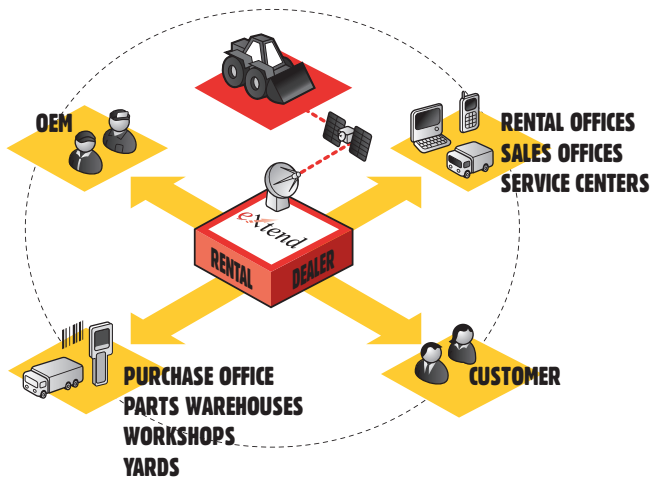 OEM
RENTAL OFFICES
SALES OFFICES
SERVICE CENTERS
extend
RENTAL
DEALER
PURCHASE OFFICE
PARTS WAREHOUSES
WORKSHOPS
YARDS
CUSTOMER